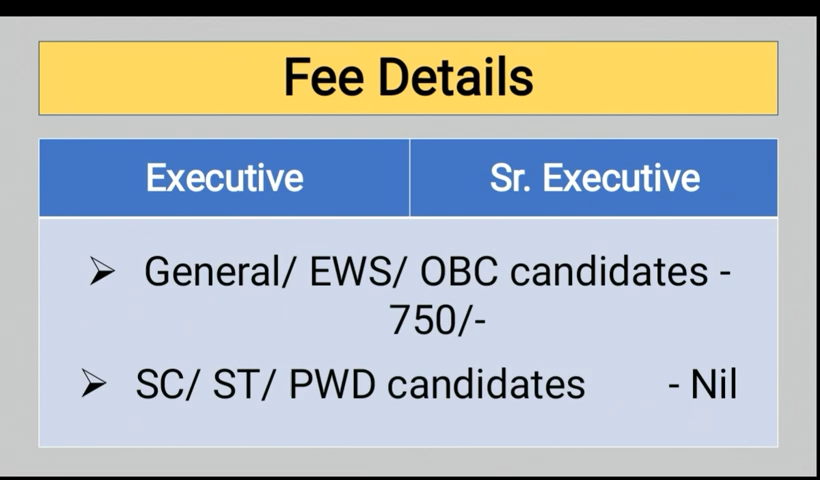 Fee Details
Executive
Sr. Executive
➢ General/ EWS/ OBC candidates -
750/-
➢ SC/ ST/ PWD candidates - Nil